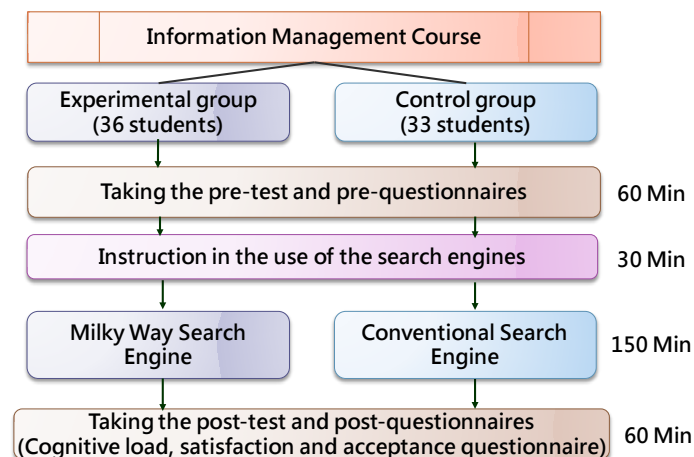 Information Management Course
Experimental group
(36 students)
Control group
(33 students)
Taking the pre-test and pre-questionnaires
60 Min
Instruction in the use of the search engines
30 Min
Milky Way Search
Engine
Conventional Search
Engine
150 Min
Taking the post-test and post-questionnaires
(Cognitive load, satisfaction and acceptance questionnaire)
60 Min